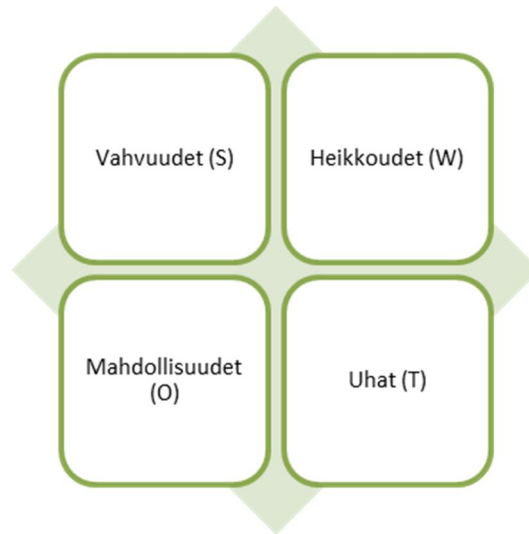 Vahvuudet (S)
Heikkoudet (W)
Mahdollisuudet
(O)
Uhat (T)